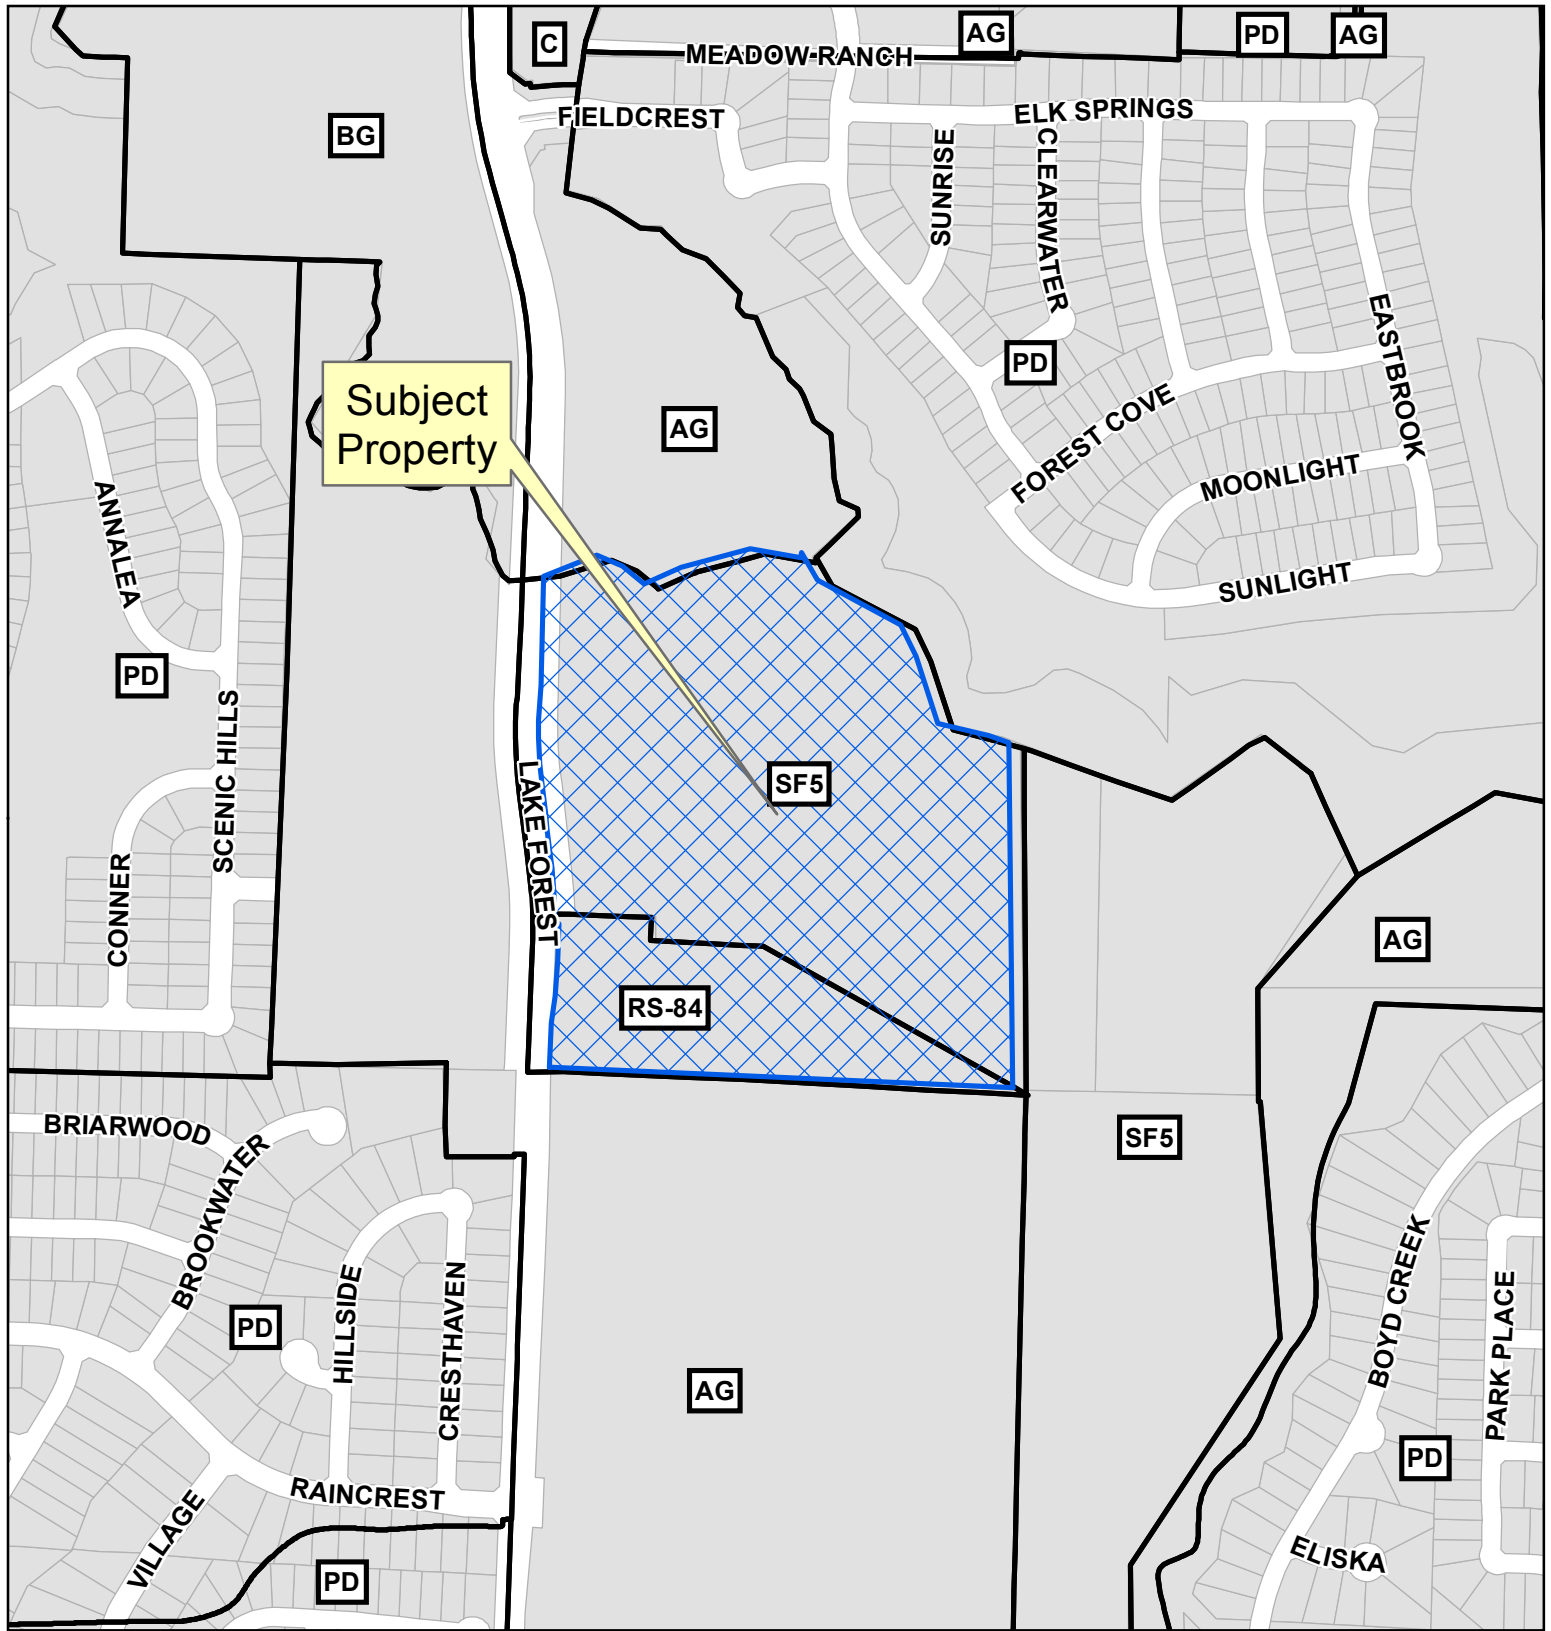 C
AG
PD
AG
MEADOW RANCH
FIELDCREST
ELK SPRINGS
BG
SUNRISE
CLEARWATER
EASTBROOK
PD
Subject
Property
AG
FOREST COVE
MOONLIGHT
ANNALEA
SUNLIGHT
PD
SCENIC HILLS
LAKE FOREST
SF5
CONNER
AG
RS-84
BRIARWOOD
BROOKWATER
SF5
BOYD CREEK
HILLSIDE
CRESTHAVEN
PARK PLACE
PD
AG
PD
RAINCREST
VILLAGE
ELISKA
PD